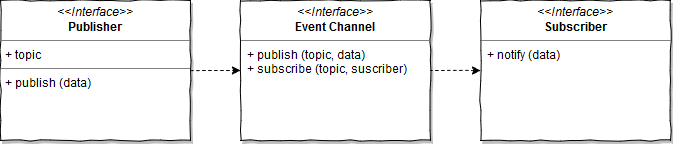 <<Interface>>
Publisher
+ topic
+ publish (data)
<<Interface>>
Event Channel
+ publish (topic, data)
+ subscribe (topic, suscriber)
<<Interface>>
Subscriber
+ notify (data)